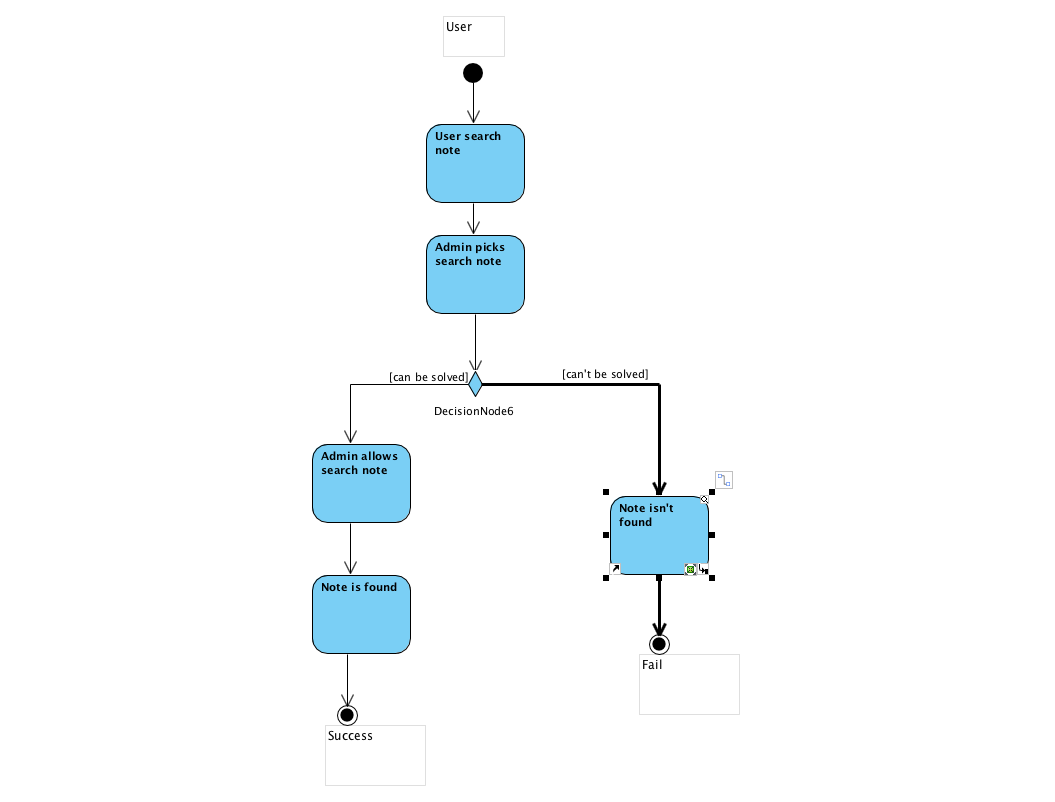 User
User search
note
Admin picks
search note
[can be solved]
[can't be solved]
DecisionNode6
Admin allows
search note
Note isn't
found
Note is found
Fail
Success